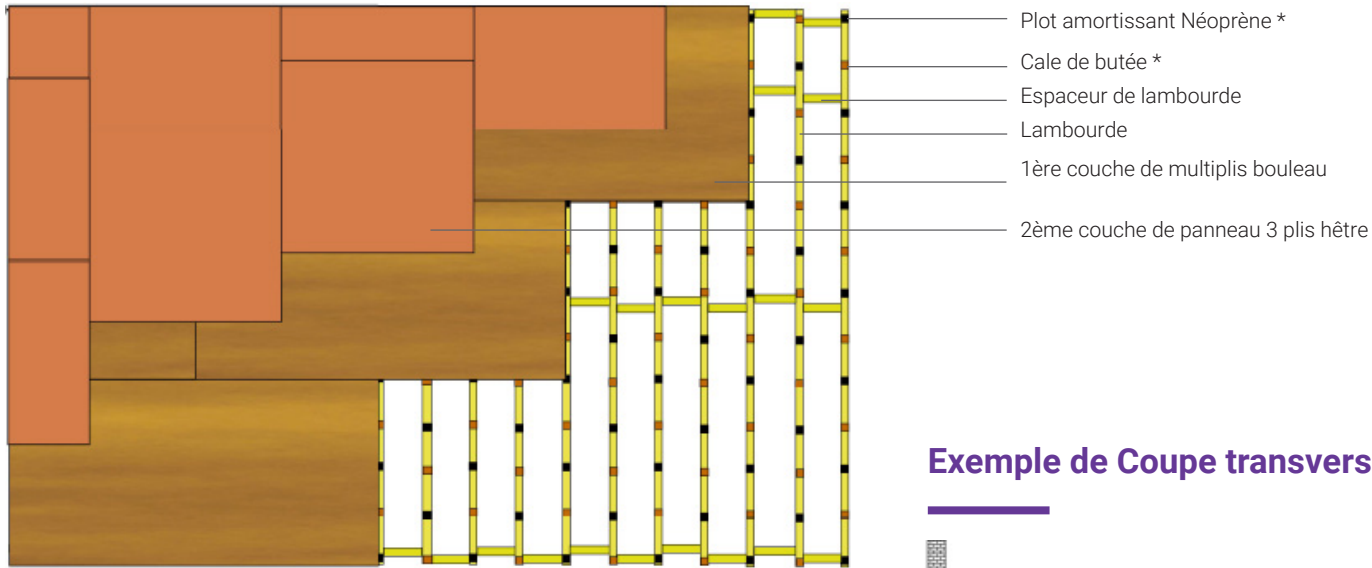 Plot amortissant Néoprène *
Cale de butée *
Espaceur de lambourde
Lambourde
1ère couche de multiplis bouleau
2ème couche de panneau 3 plis hêtre
Exemple de Coupe transvers